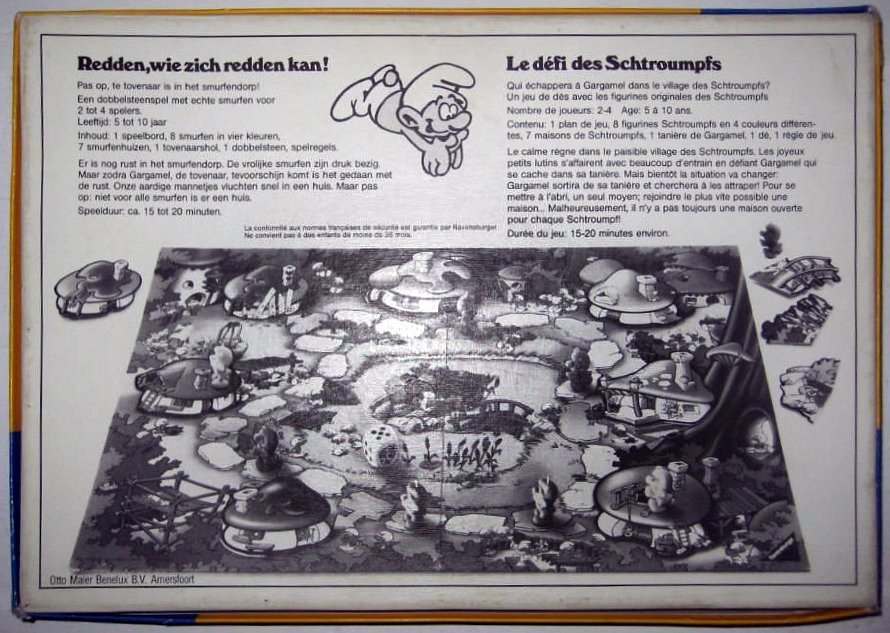 Redden,wie zich redden kan!
Pas op, te tovenaar is in het smurfendorp!
Een dobbelsteenspel met echte smurfen voor
2 tot 4 spelers.
Leeftijd: 5 tot 10 jaar
Inhoud: 1 speelbord, 8 smurfen in vier kleuren,
7 smurfenhuizen, 1 tovenaarshol, 1 dobbelsteen, spelregels.
Er is nog rust in het smurfendorp. De vrolijke smurfen zijn druk bezig.
Maar zodra Gargamel, de tovenaar, tevoorschijn komt is het gedaan met
de rust. Onze aardige mannetjes vluchten snel in een huis. Maar pas
op: niet voor alle smurfen is er een huis.
Speelduur: ca. 15 tot 20 minuten.
Le défi des Schtroumpfs
Qui échappera à Gargamel dans le village des Schtroumpfs?
Un jeu de dés avec les figurines originales des Schtroumpfs
Nombre de joueurs: 2-4 Age: 5 à 10 ans.
Contenu: 1 plan de jeu, 8 figurines Schtroumpfs en 4 couleurs différen-
tes, 7 maisons de Schtroumpfs, 1 tanière de Gargamel, 1 dé, 1 règle de jeu.
Le calme règne dans le paisible village des Schtroumpfs. Les joyeux
petits lutins s'affairent avec beaucoup d'entrain en défiant Gargamel qui
se cache dans sa tanière. Mais bientôt la situation va changer:
Gargamel sortira de sa tanière et cherchera à les attraper! Pour se
mettre à l'abri, un seul moyen; rejoindre le plus vite possible une
maison... Malheureusement, il n'y a pas toujours une maison ouverte
pour chaque Schtroumpf!
Durée du jeu: 15-20 minutes environ.
La conformité aux normes françaises de sécurité est garantie par Ravensburger
Ne convient pas à des enfants de moins de 36 mois.
Otto Maier Benelux B.V. Amersfoort